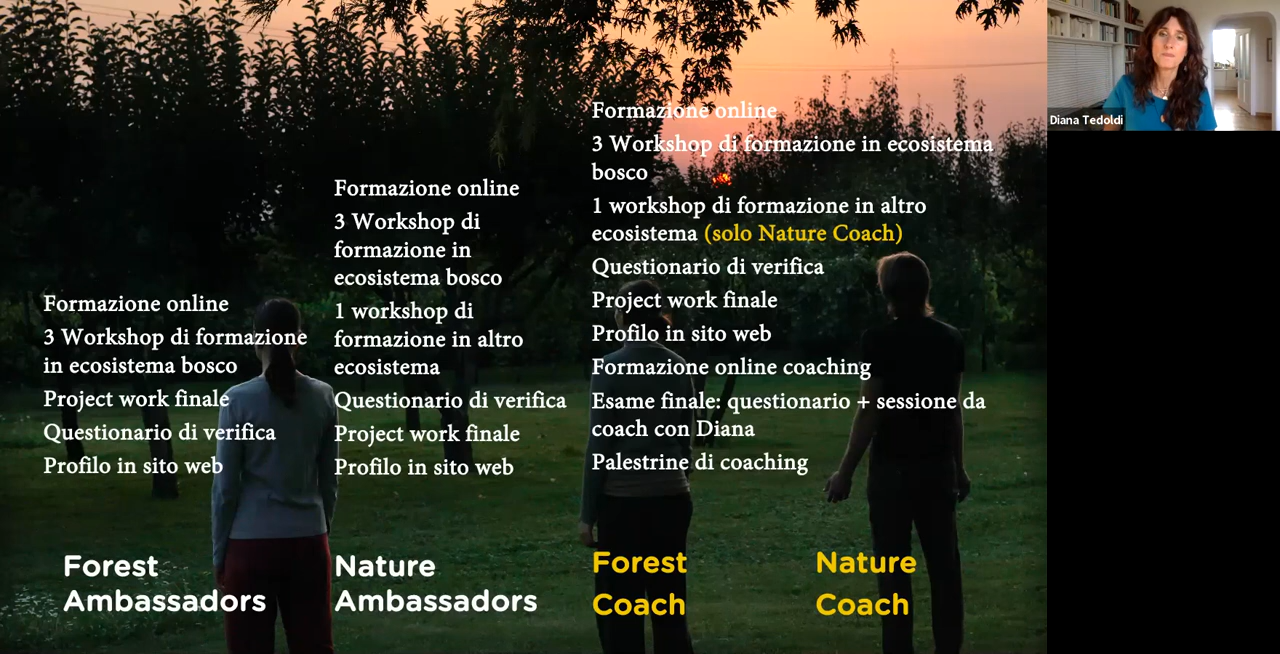 Formazione online
3 Workshop di formazione
in ecosistema bosco
Project work finale
Questionario di verifica
Profilo in sito web
Forest
Ambassadors
Formazione online
3 Workshop di
formazione in
ecosistema bosco
1 workshop di
formazione in altro
ecosistema
Questionario di verifica
Project work finale
Profilo in sito web
Nature
Ambassadors
Formazione online
3 Workshop di formazione in ecosistema
bosco
1 workshop di formazione in altro
ecosistema (solo Nature Coach)
Questionario di verifica
Project work finale
Profilo in sito web
Formazione online coaching
Esame finale: questionario + sessione da
coach con Diana
Palestrine di coaching
Forest
Coach
Nature
Coach
Diana Tedoldi